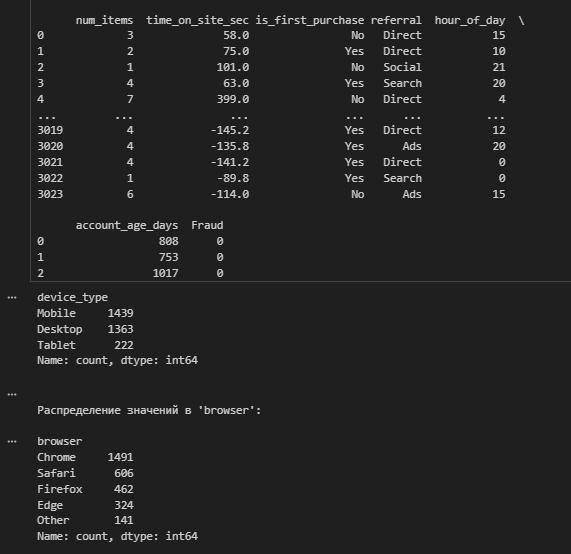 num_items time_on_site_sec is_first_purchase referral hour_of_day \
0 3 58.0 No Direct 15
1 2 75.0 Yes Direct 10
2 1 101.0 No Social 21
3 4 63.0 Yes Search 20
4 7 399.0 No Direct 4
... ... ... ... ... ...
3019 4 -145.2 Yes Direct 12
3020 4 -135.8 Yes Ads 20
3021 4 -141.2 Yes Direct 0
3022 1 -89.8 Yes Search 0
3023 6 -114.0 No Ads 15
account_age_days Fraud
0 808 0
1 753 0
2 1017 0
... device_type
Mobile 1439
Desktop 1363
Tablet 222
Name: count, dtype: int64
...
Распределение значений в 'browser':
... browser
Chrome 1491
Safari 606
Firefox 462
Edge 324
Other 141
Name: count, dtype: int64